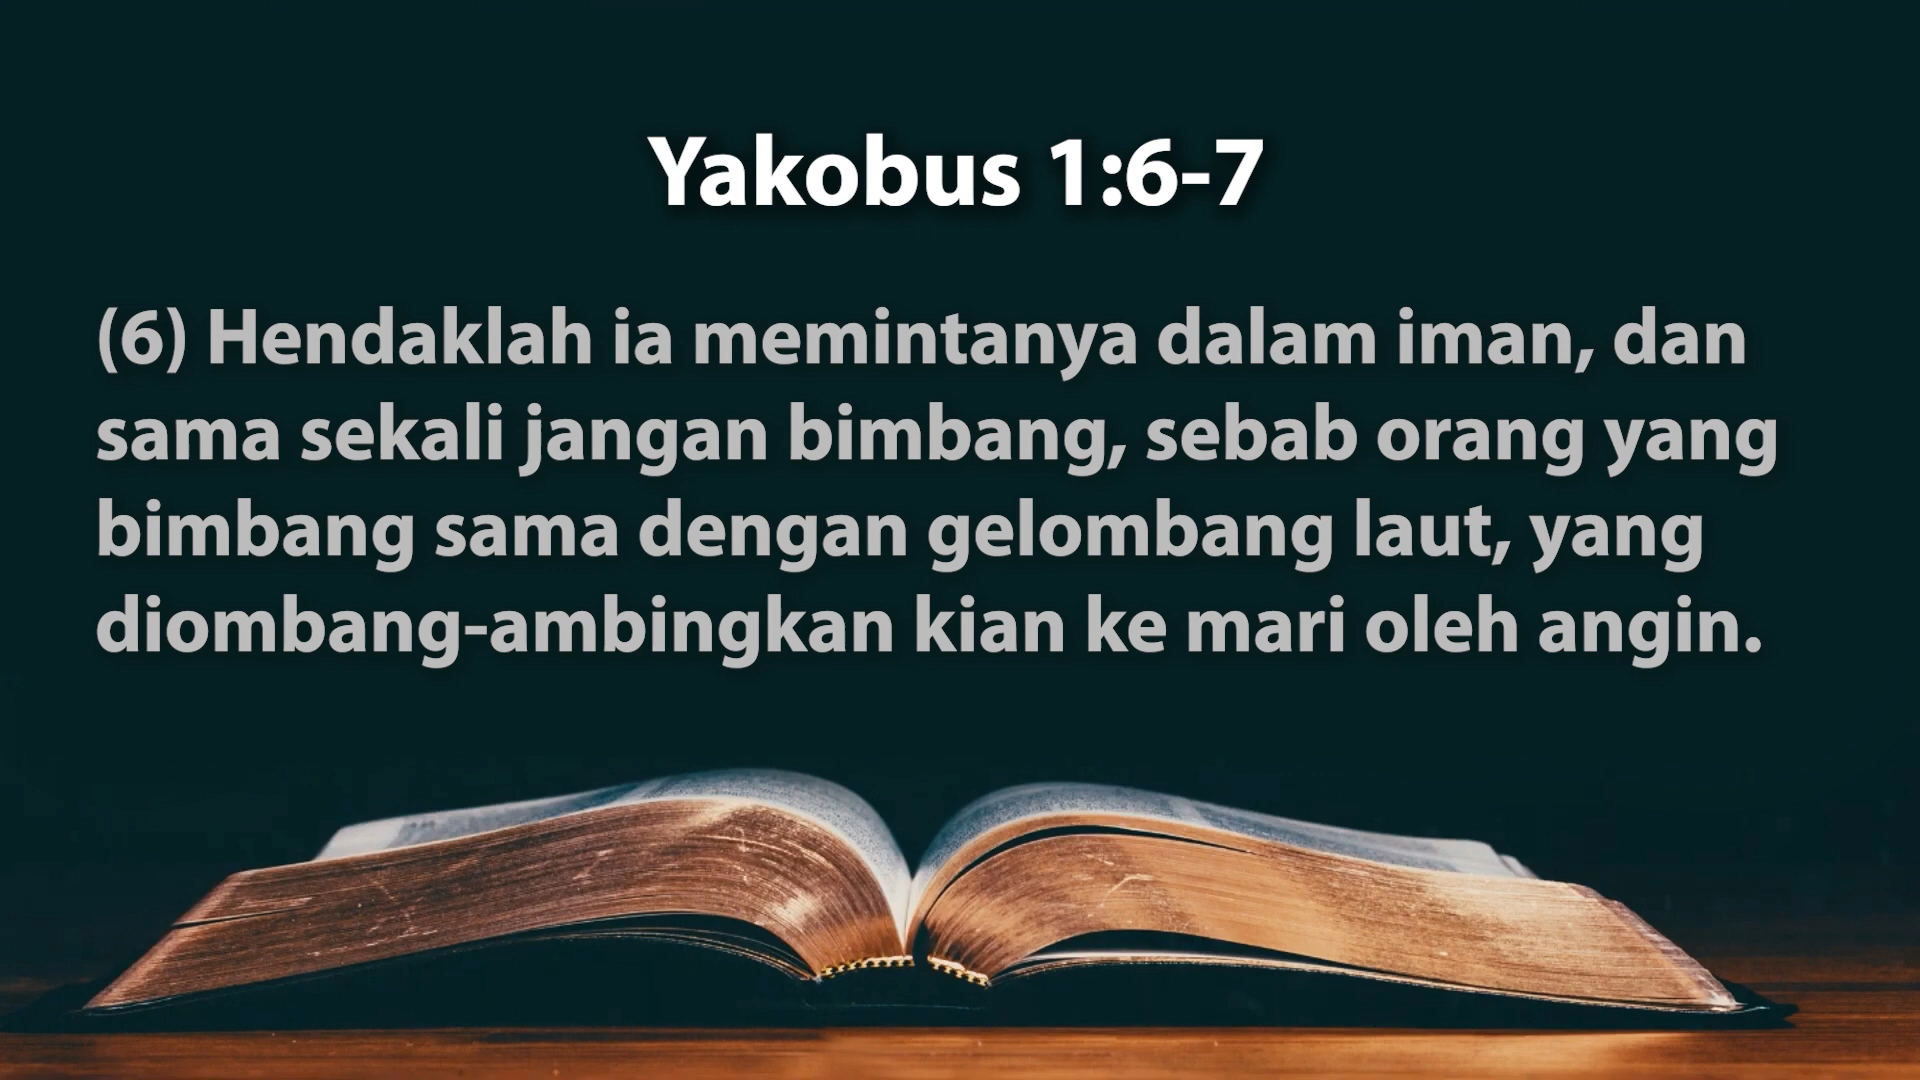 Yakobus 1:6-7
(6) Hendaklah ia memintanya dalam iman, dan
sama sekali jangan bimbang, sebab orang yang
bimbang sama dengan gelombang laut, yang
diombang-ambingkan kian ke mari oleh angin.